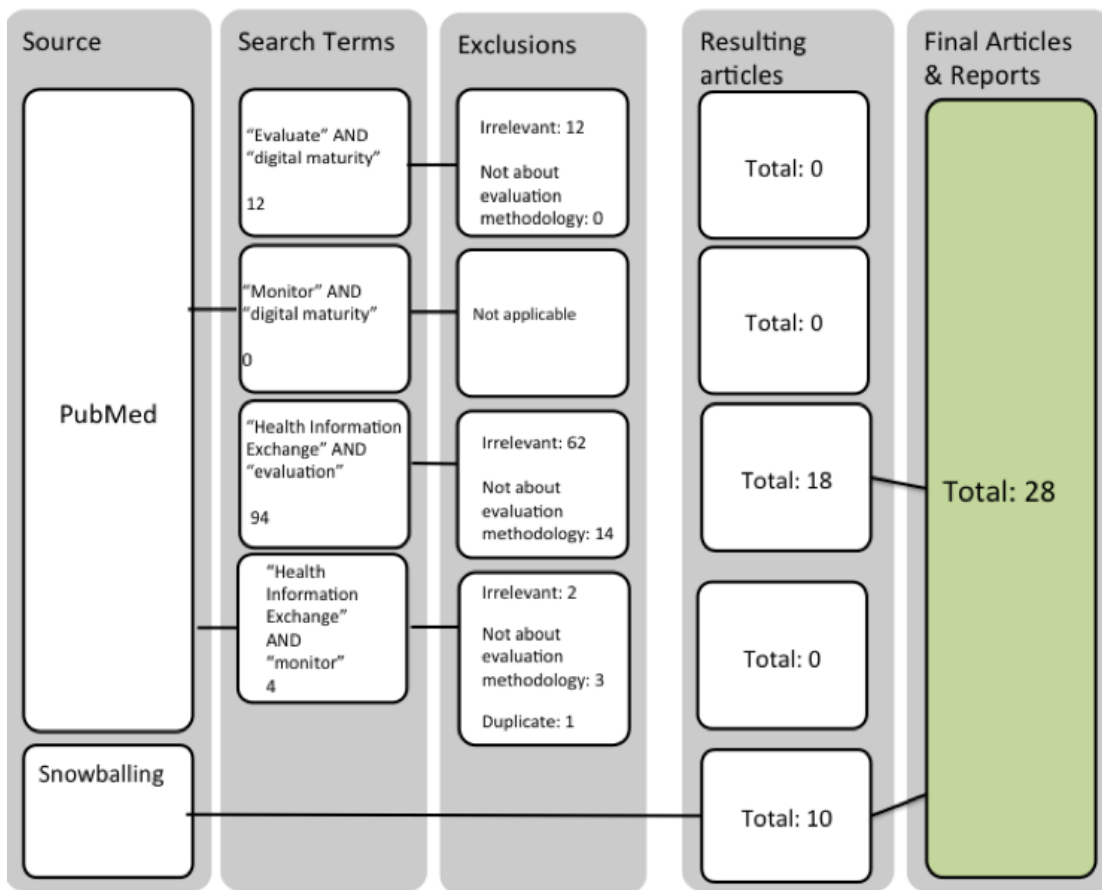 Source
Search Terms
Exclusions
Resulting
articles
Final Articles
& Reports
PubMed
“Evaluate” AND
“digital maturity”
12
Irrelevant: 12
Not about
evaluation
methodology: 0
Total: 0
“Monitor” AND
“digital maturity”
0
Not applicable
Total: 0
“Health Information
Exchange” AND
“evaluation”
94
Irrelevant: 62
Not about
evaluation
methodology: 14
Total: 18
“Health
Information
Exchange”
AND
“monitor”
4
Irrelevant: 2
Not about
evaluation
methodology: 3
Duplicate: 1
Total: 0
Snowballing
Total: 10
Total: 28